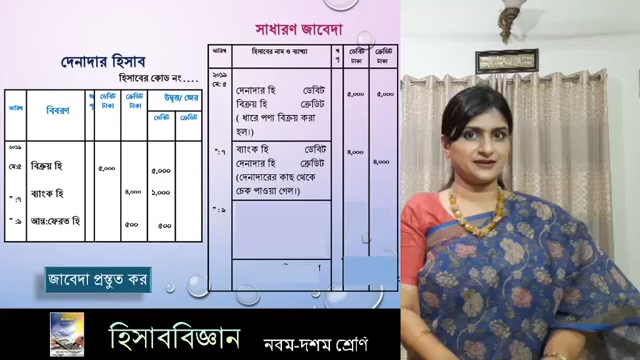 সাধারণ জাবেদা
দেনাদার হিসাব
হিসাবের কোড নং....
তারিখ
বিবরণ
ডেবিট টাকা
ক্রেডিট টাকা
উদ্বৃত্ত/ জের
ডেবিট
ক্রেডিট
২০১৯
মে:৫ বিক্রয় হি ৫,০০০ ৫,০০০
":৭ ব্যাংক হি ৪,০০০ ১,০০০
":৯ আন্ত:ফেরত হি ৫০০ ৫০০
তারিখ
হিসাবের নাম ও ব্যাখ্যা
ডেবিট টাকা
ক্রেডিট টাকা
২০১৯
মে: ৫
দেনাদার হি ডেবিট ৫,০০০ ৫,০০০
বিক্রয় হি ক্রেডিট
( ধারে পণ্য বিক্রয় করা
হল।)
": ৭ ব্যাংক হি ডেবিট ৪,০০০
দেনাদার হি ক্রেডিট ৪,০০০
(দেনাদারের কাছ থেকে
চেক পাওয়া গেল।)
": ৯
জাবেদা প্রস্তুত কর
হিসাববিজ্ঞান নবম-দশম শ্রেণি